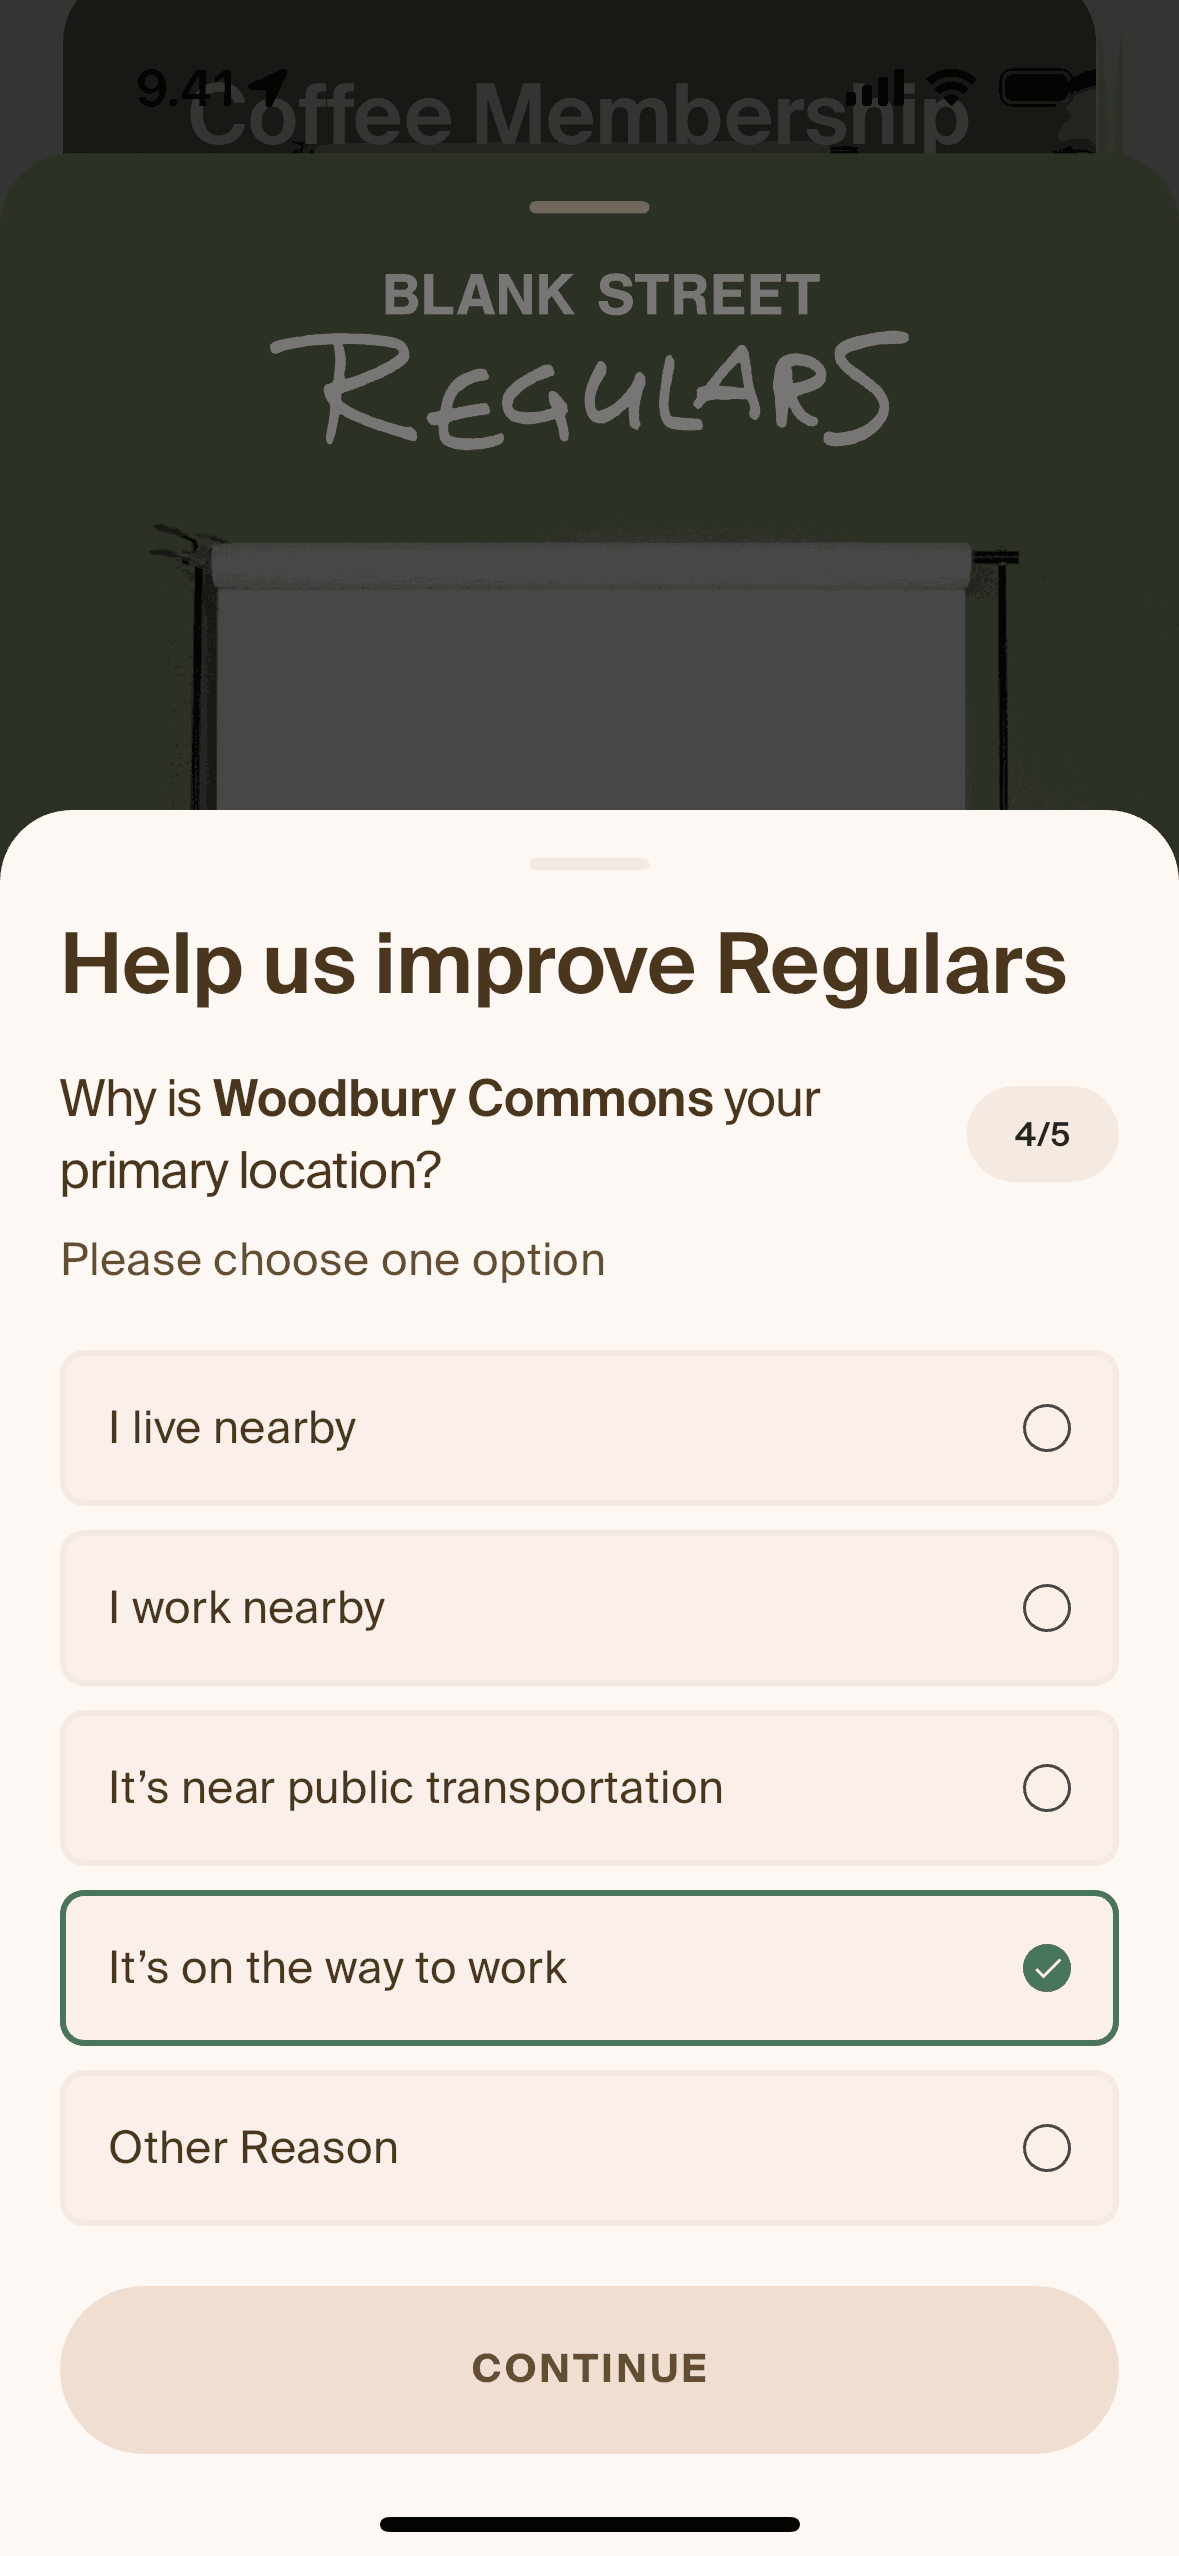 9.41
Coffee Membership
BLANK STREET
REGULARS
Help us improve Regulars
Why is Woodbury Commons your
primary location?
4/5
Please choose one option
I live nearby
I work nearby
It's near public transportation
It's on the way to work
Other Reason
CONTINUE